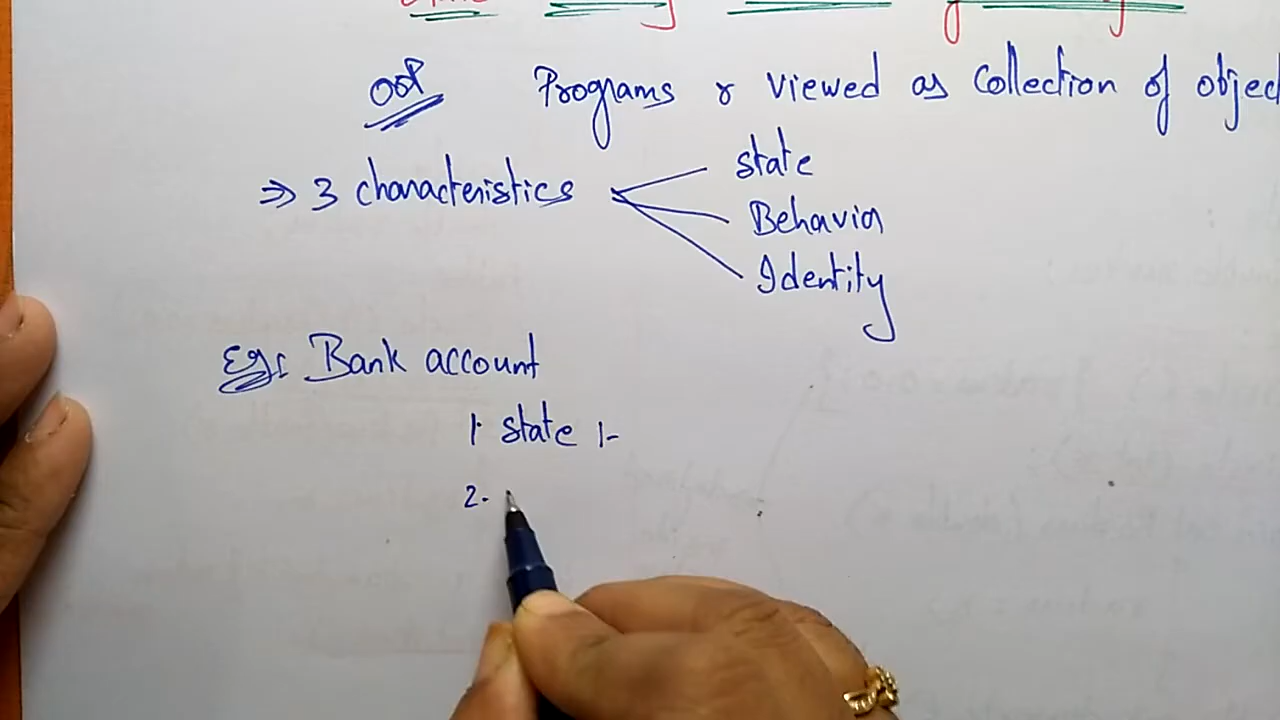 OOP Programs r viewed as collection of objec
⇒ 3 characteristics
state
Behavior
Identity
Eg: Bank account
1. state :-
2.